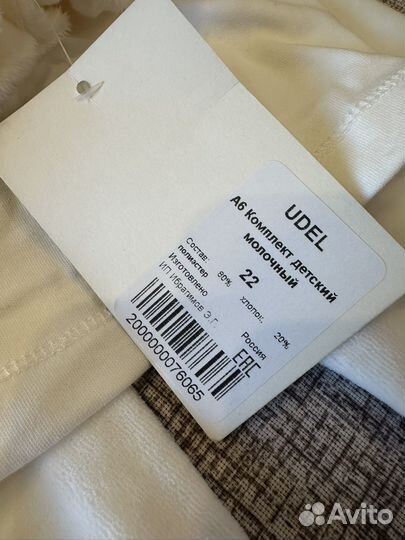 UDEL
А6 Комплект детский
молочный
22
Состав: 80% хлопок, 20%
полиэстер
Изготовлено Россия
ИП Ибрагимов Э.Г.
EAC
2000000076065
Avito